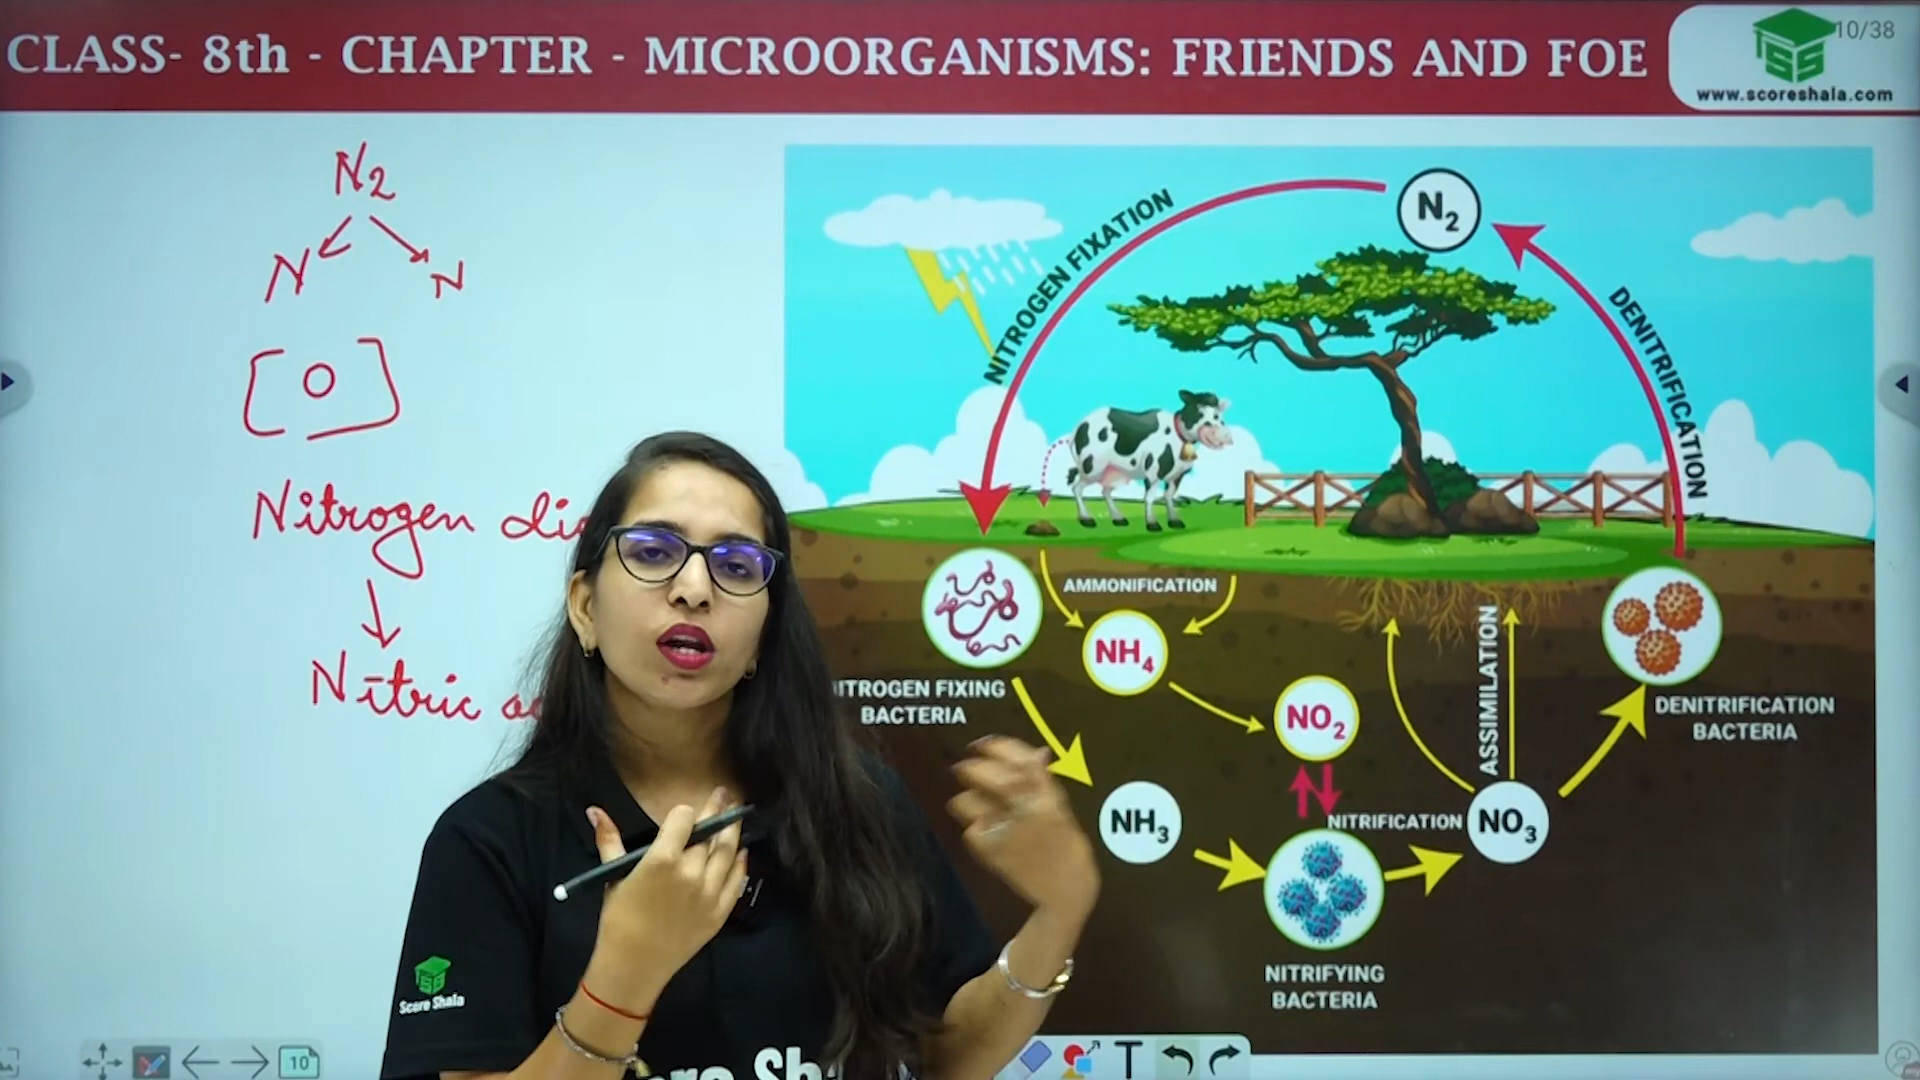 CLASS- 8th - CHAPTER - MICROORGANISMS: FRIENDS AND FOE
10/38
www.scoreshala.com
N2
N N
[O]
Nitrogen
Nitric
N2
NITROGEN FIXATION
DENITRIFICATION
AMMONIFICATION
NH4
NITROGEN FIXING
BACTERIA
NO2
ASSIMILATION
DENITRIFICATION
BACTERIA
NH3
NITRIFICATION
NO3
NITRIFYING
BACTERIA
Score Shala
10
T